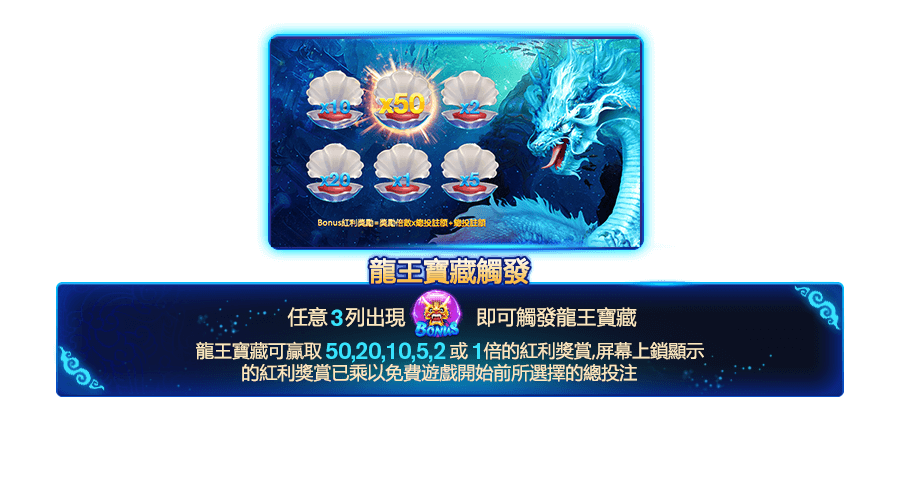 x10 x50 x2
x20 x1 x5
Bonus紅利獎勵=獎勵倍數x總投註額+總投註額
龍王寶藏觸發
任意3列出現 BONUS 即可觸發龍王寶藏
龍王寶藏可贏取 50,20,10,5,2 或 1倍的紅利獎賞,屏幕上鎖顯示
的紅利獎賞已乘以免費遊戲開始前所選擇的總投注